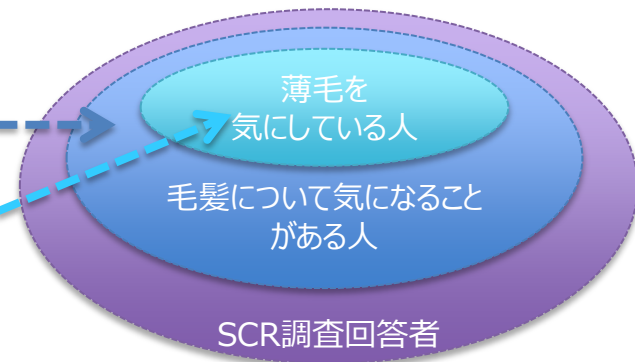 薄毛を
気にしている人
毛髪について気になること
がある人
SCR調査回答者